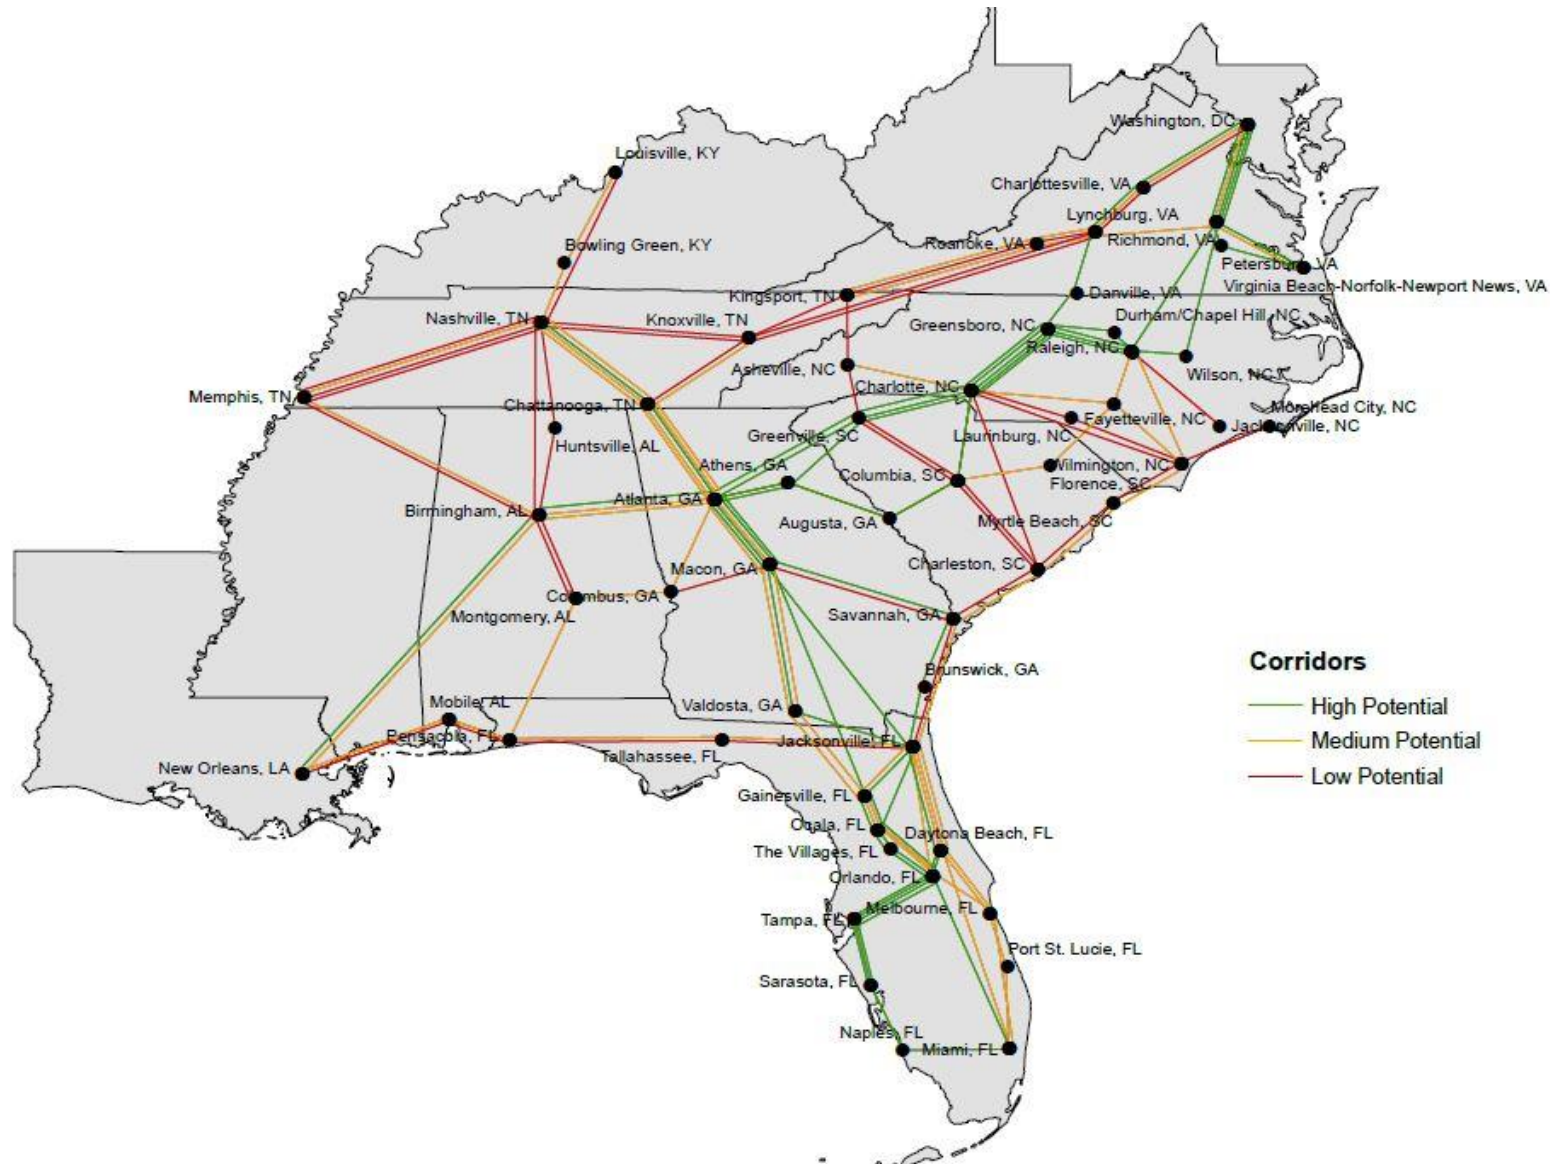 Washington, DC
Louisville, KY
Charlottesville, VA
Lynchburg, VA
Bowling Green, KY
Roanoke, VA
Richmond, VA
Petersburg, VA
Virginia Beach-Norfolk-Newport News, VA
Kingsport, TN
Danville, VA
Nashville, TN
Knoxville, TN
Greensboro, NC
Durham/Chapel Hill, NC
Raleigh, NC
Asheville, NC
Wilson, NC
Memphis, TN
Charlotte, NC
Chattanooga, TN
Morehead City, NC
Fayetteville, NC
Jacksonville, NC
Huntsville, AL
Greenville, SC
Laurinburg, NC
Athens, GA
Columbia, SC
Wilmington, NC
Florence, SC
Atlanta, GA
Birmingham, AL
Augusta, GA
Myrtle Beach, SC
Macon, GA
Charleston, SC
Columbus, GA
Montgomery, AL
Savannah, GA
Brunswick, GA
Corridors
High Potential
Medium Potential
Low Potential
Mobile, AL
Valdosta, GA
Pensacola, FL
Jacksonville, FL
Tallahassee, FL
New Orleans, LA
Gainesville, FL
Ocala, FL
Daytona Beach, FL
The Villages, FL
Orlando, FL
Melbourne, FL
Tampa, FL
Port St. Lucie, FL
Sarasota, FL
Naples, FL
Miami, FL